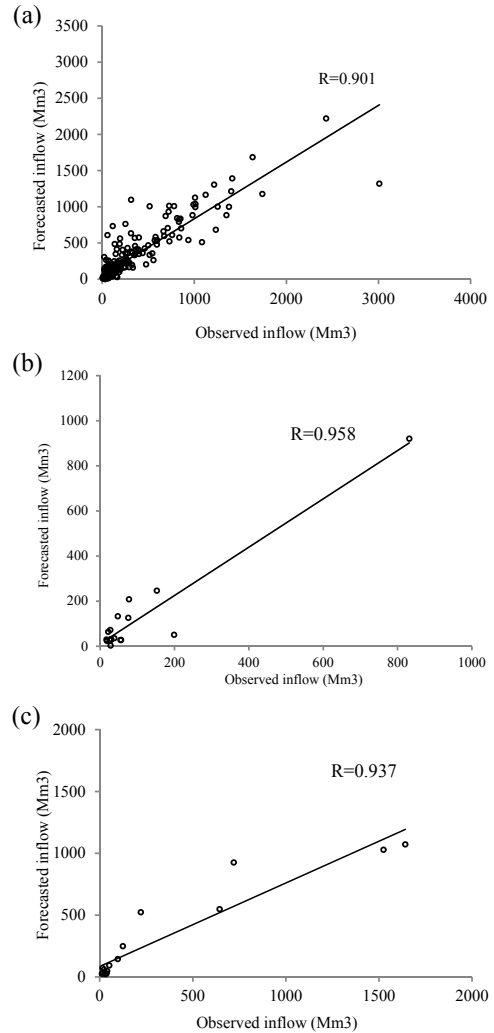 (a)
3500
3000
2500
2000
1500
1000
500
0
R=0.901
Forecasted inflow (Mm3)
0 1000 2000 3000 4000
Observed inflow (Mm3)
(b)
1200
1000
800
600
400
200
0
R=0.958
Forecasted inflow (Mm3)
0 200 400 600 800 1000
Observed inflow (Mm3)
(c)
2000
1500
1000
500
0
R=0.937
Forecasted inflow (Mm3)
0 500 1000 1500 2000
Observed inflow (Mm3)